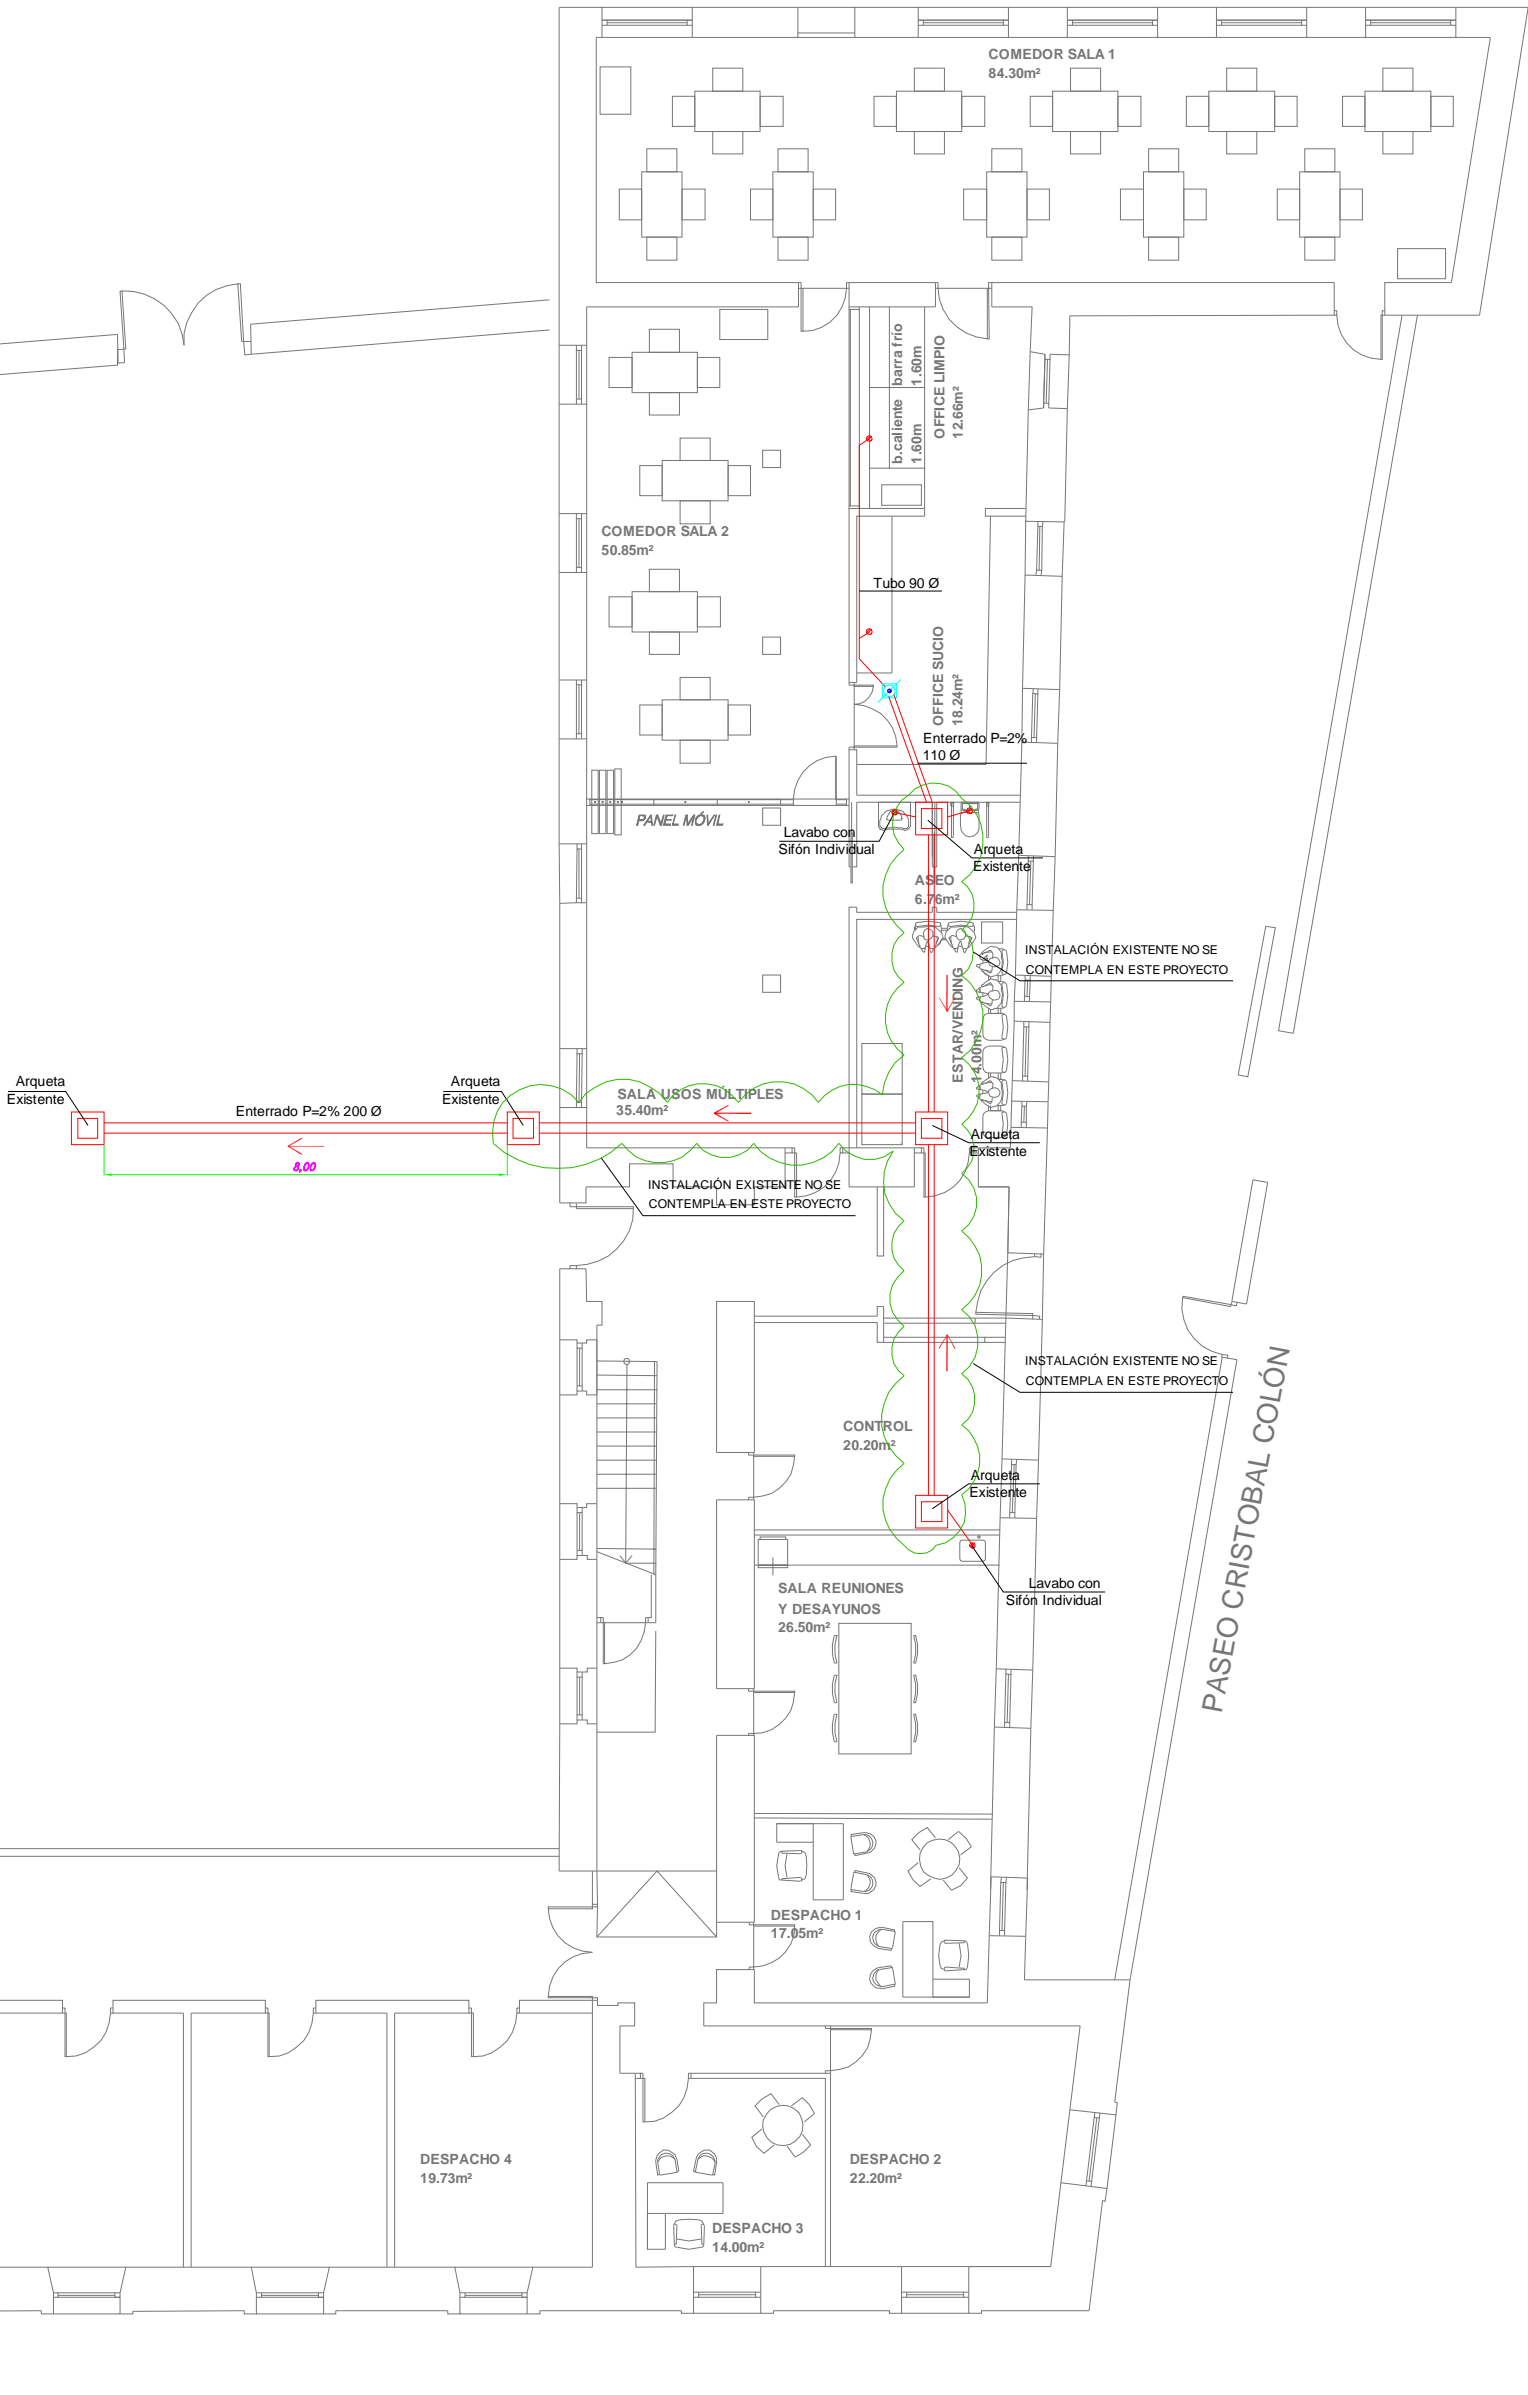 COMEDOR SALA 1
84.30m²
barra frío
1.60m
b.caliente
1.60m
OFFICE LIMPIO
12.66m²
COMEDOR SALA 2
50.85m²
Tubo 90 Ø
OFFICE SUCIO
18.24m²
Enterrado P=2%
110 Ø
PANEL MÓVIL
Lavabo con
Sifón Individual
Arqueta
Existente
ASEO
6.76m²
INSTALACIÓN EXISTENTE NO SE
CONTEMPLA EN ESTE PROYECTO
ESTAR/VENDING
14.00m²
Arqueta
Existente
Enterrado P=2% 200 Ø
Arqueta
Existente
SALA USOS MÚLTIPLES
35.40m²
Arqueta
Existente
8,00
INSTALACIÓN EXISTENTE NO SE
CONTEMPLA EN ESTE PROYECTO
INSTALACIÓN EXISTENTE NO SE
CONTEMPLA EN ESTE PROYECTO
PASEO CRISTOBAL COLÓN
CONTROL
20.20m²
Arqueta
Existente
Lavabo con
Sifón Individual
SALA REUNIONES
Y DESAYUNOS
26.50m²
DESPACHO 1
17.05m²
DESPACHO 4
19.73m²
DESPACHO 2
22.20m²
DESPACHO 3
14.00m²